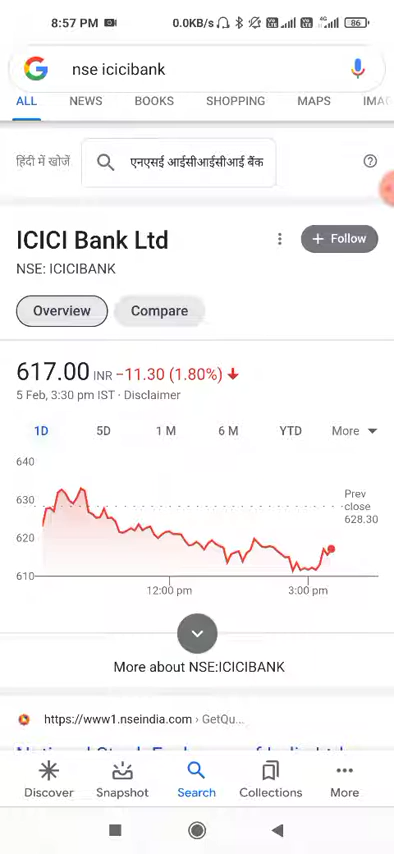 8:57 PM 0.0KB/s 4G 86
nse icicibank
ALL NEWS BOOKS SHOPPING MAPS IMAG
हिंदी में खोजें एनएसई आईसीआईसीआई बैंक
ICICI Bank Ltd
+ Follow
NSE: ICICIBANK
Overview Compare
617.00 INR −11.30 (1.80%)
5 Feb, 3:30 pm IST · Disclaimer
1D 5D 1 M 6 M YTD More
640
630
620
610
Prev
close
628.30
12:00 pm 3:00 pm
More about NSE:ICICIBANK
https://www1.nseindia.com › GetQu...
Discover Snapshot Search Collections More